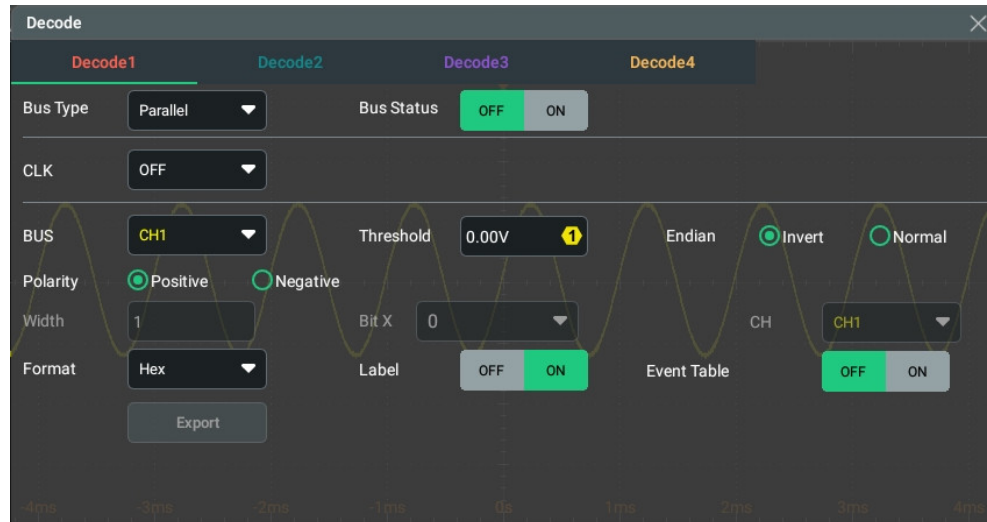 Decode
Decode1 Decode2 Decode3 Decode4
Bus Type Parallel Bus Status OFF ON
CLK OFF
BUS CH1 Threshold 0.00V 1 Endian Invert Normal
Polarity Positive Negative
Width 1 Bit X 0 CH CH1
Format Hex Label OFF ON Event Table OFF ON
Export
-4ms -3ms -2ms -1ms 0s 1ms 2ms 3ms 4ms